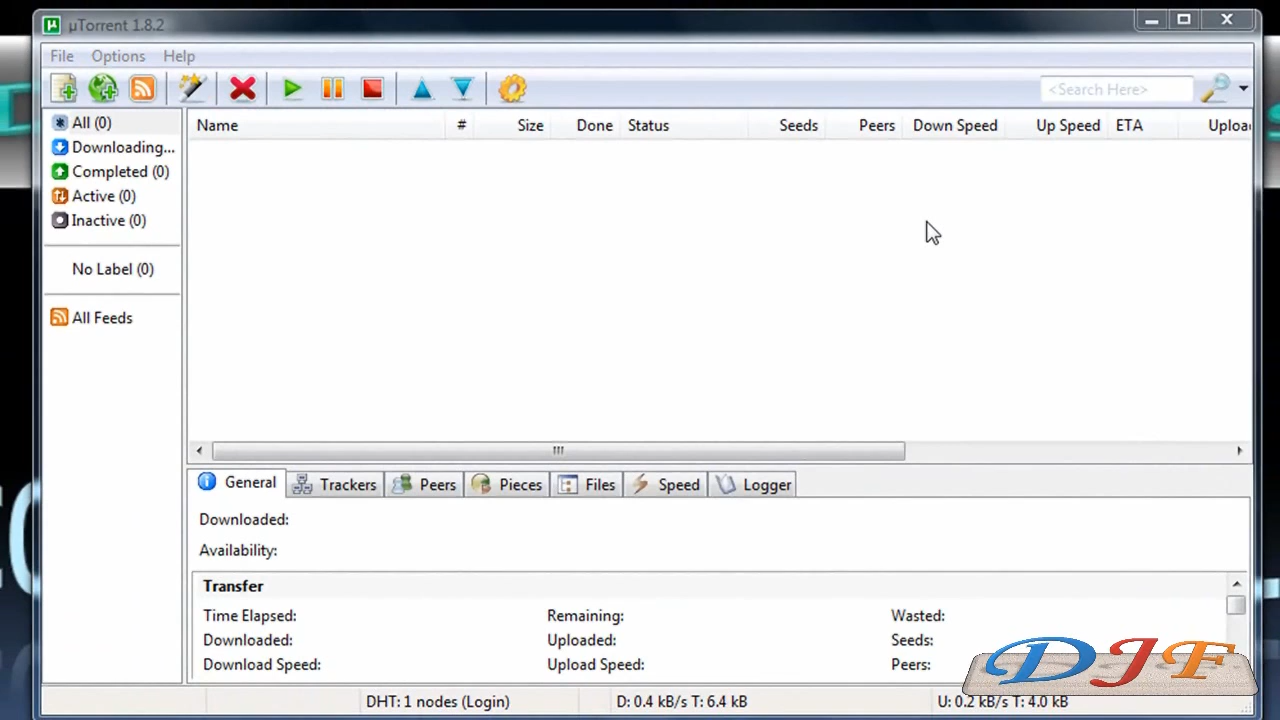 µTorrent 1.8.2
File Options Help
<Search Here>
All (0)
Downloading...
Completed (0)
Active (0)
Inactive (0)
No Label (0)
All Feeds
Name # Size Done Status Seeds Peers Down Speed Up Speed ETA Uploa
General Trackers Peers Pieces Files Speed Logger
Downloaded:
Availability:
Transfer
Time Elapsed: Remaining: Wasted:
Downloaded: Uploaded: Seeds:
Download Speed: Upload Speed: Peers:
DJF
DHT: 1 nodes (Login) D: 0.4 kB/s T: 6.4 kB U: 0.2 kB/s T: 4.0 kB